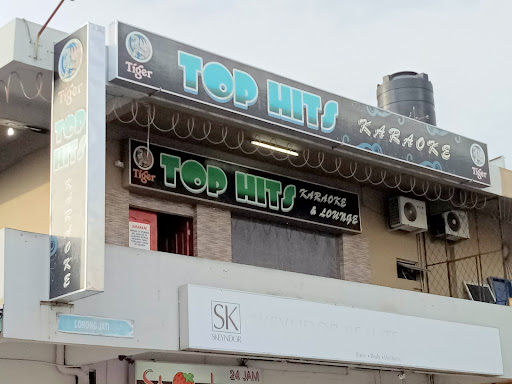 Tiger
TOP HITS
KARAOKE
Tiger
TOP HITS
KARAOKE
Tiger
TOP HITS
KARAOKE
& LOUNGE
SK
SKEYNDOR
LORONG JATI
24 JAM